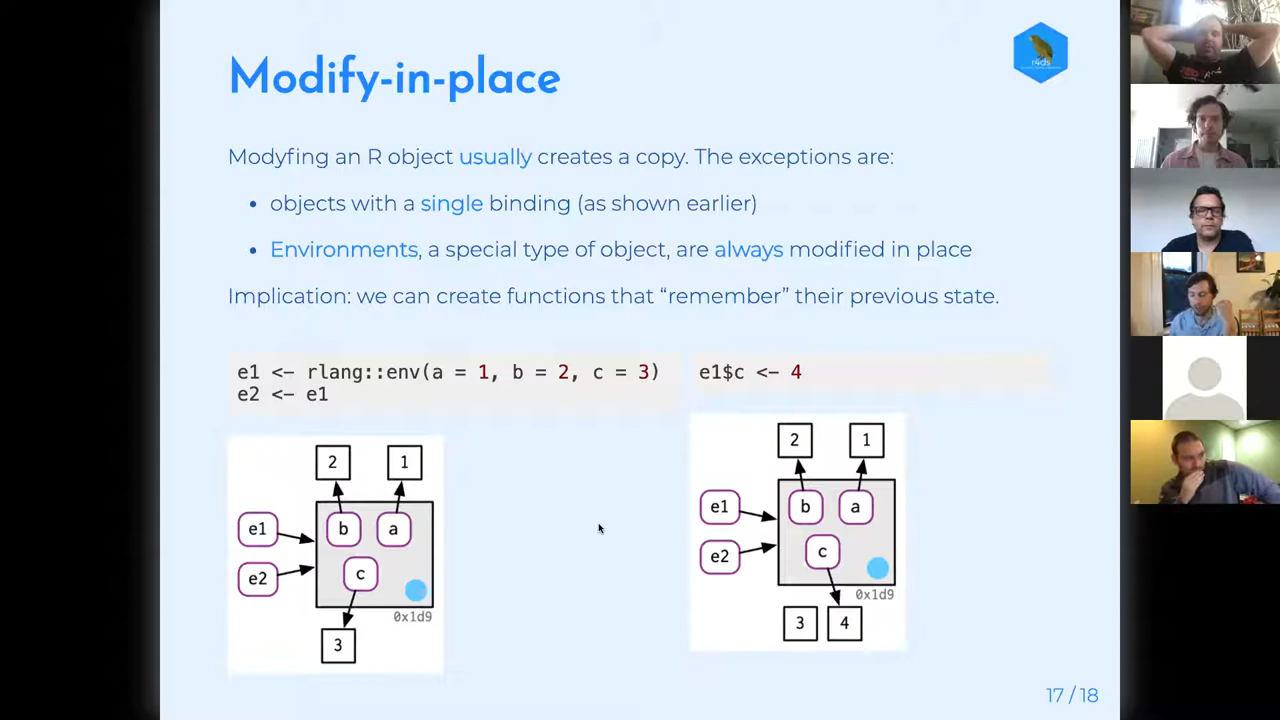 Modify-in-place
r4ds
Modyfing an R object usually creates a copy. The exceptions are:
• objects with a single binding (as shown earlier)
• Environments, a special type of object, are always modified in place
Implication: we can create functions that “remember” their previous state.
e1 <- rlang::env(a = 1, b = 2, c = 3)
e2 <- e1
e1$c <- 4
2 1
e1 b a
e2 c
0x1d9
3
2 1
e1 b a
e2 c
0x1d9
3 4
17 / 18